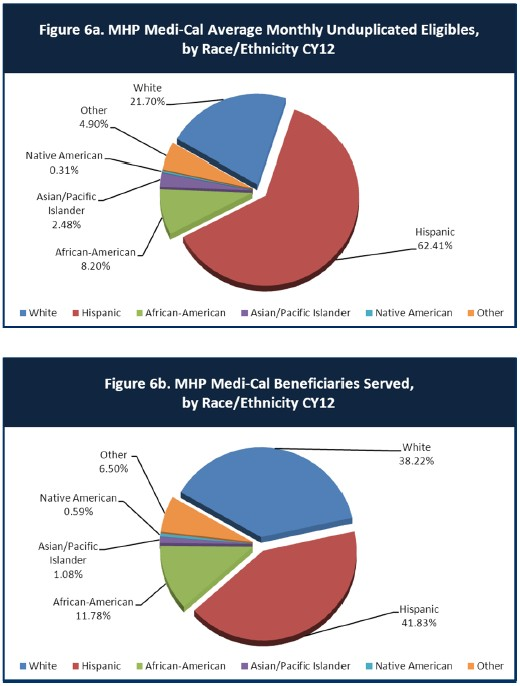 Figure 6a. MHP Medi-Cal Average Monthly Unduplicated Eligibles,
by Race/Ethnicity CY12
White
21.70%
Other
4.90%
Native American
0.31%
Asian/Pacific
Islander
2.48%
African-American
8.20%
Hispanic
62.41%
White Hispanic African-American Asian/Pacific Islander Native American Other
Figure 6b. MHP Medi-Cal Beneficiaries Served,
by Race/Ethnicity CY12
White
38.22%
Other
6.50%
Native American
0.59%
Asian/Pacific
Islander
1.08%
African-American
11.78%
Hispanic
41.83%
White Hispanic African-American Asian/Pacific Islander Native American Other